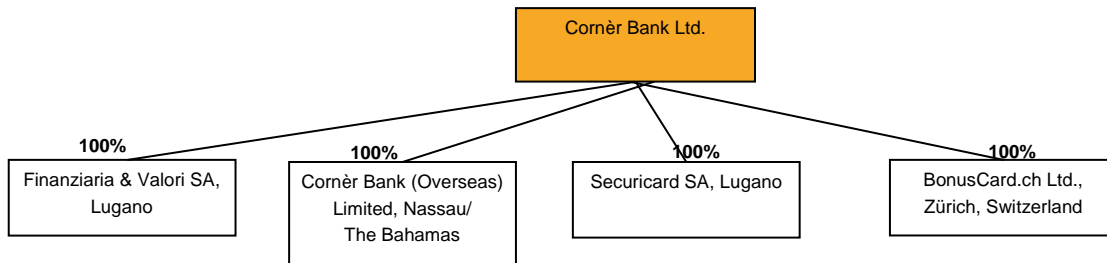 Cornèr Bank Ltd.
100%
100%
100%
100%
Finanziaria & Valori SA,
Lugano
Cornèr Bank (Overseas)
Limited, Nassau/
The Bahamas
Securicard SA, Lugano
BonusCard.ch Ltd.,
Zürich, Switzerland